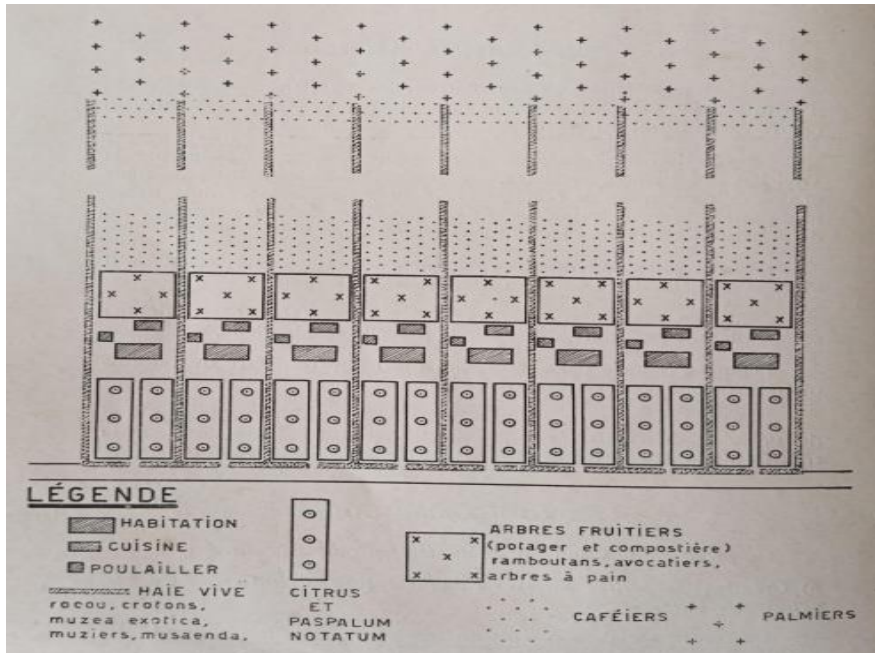 LÉGENDE
HABITATION
CUISINE
POULAILLER
HAIE VIVE
rocou, crotons,
muzea exotica,
muziers, musaenda,
CITRUS
ET
PASPALUM
NOTATUM
ARBRES FRUITIERS
(potager et compostière)
ramboutans, avocatiers,
arbres à pain
CAFÉIERS
PALMIERS